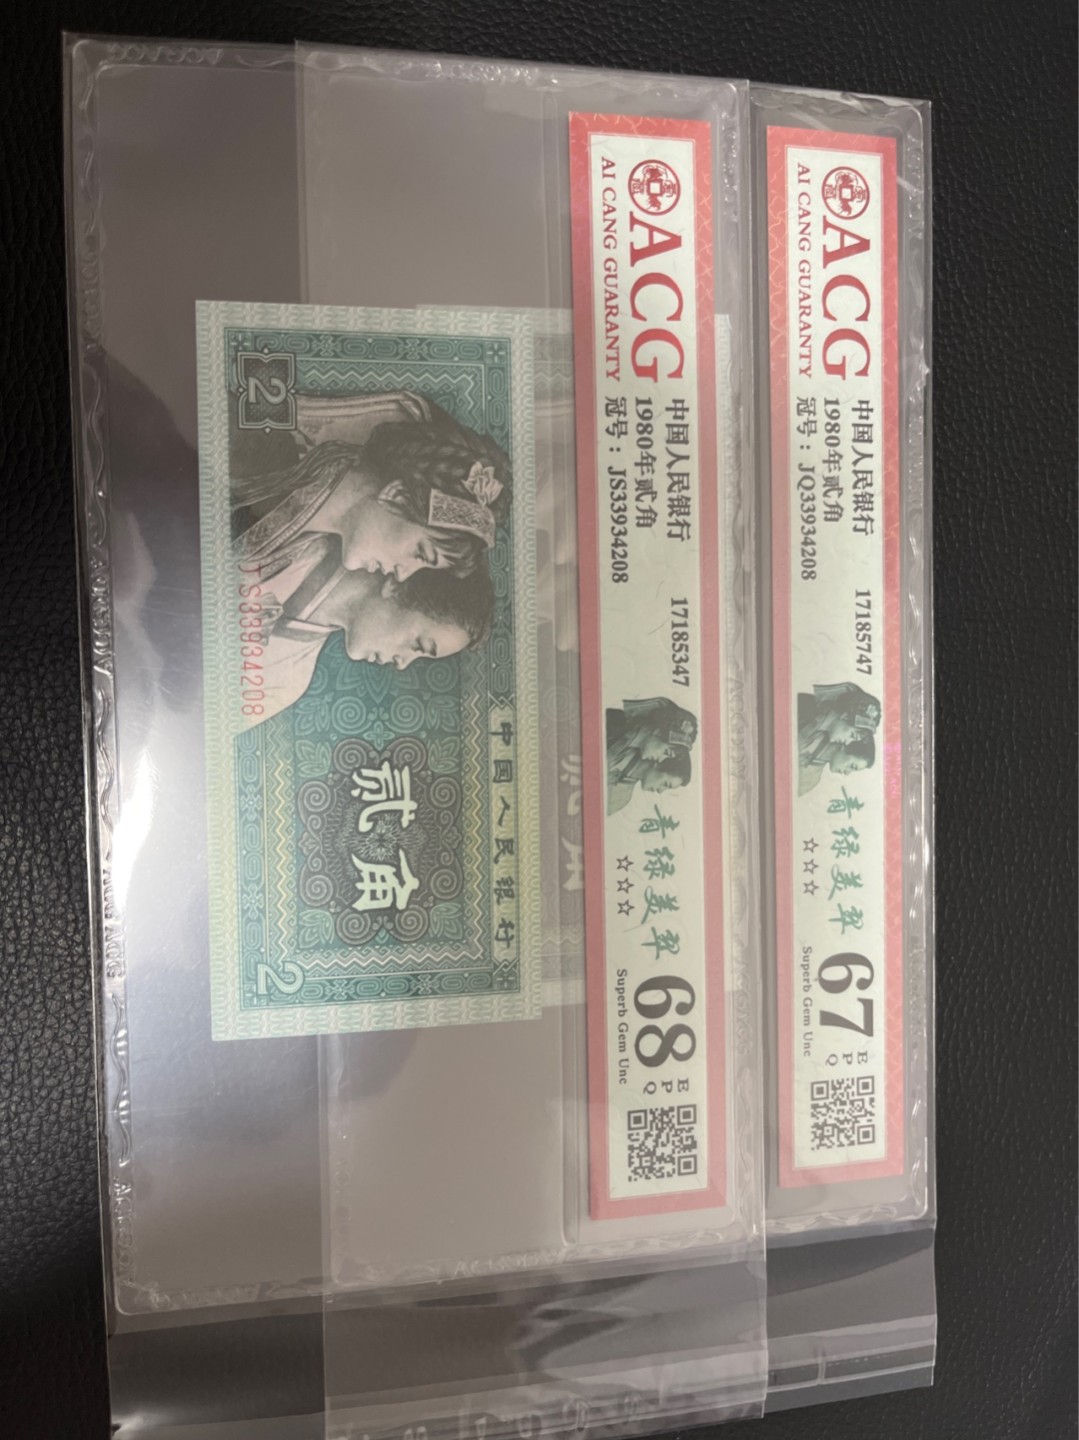 ACG
AI CANG GUARANTY
中国人民银行 17185747
1980年贰角
冠号：JQ33934208
青绿美翠
☆☆☆
67 EPQ
Superb Gem Unc
ACG
AI CANG GUARANTY
中国人民银行 17185347
1980年贰角
冠号：JS33934208
青绿美翠
☆☆☆
68 EPQ
Superb Gem Unc
中国人民银行
贰角
2
2
JS33934208